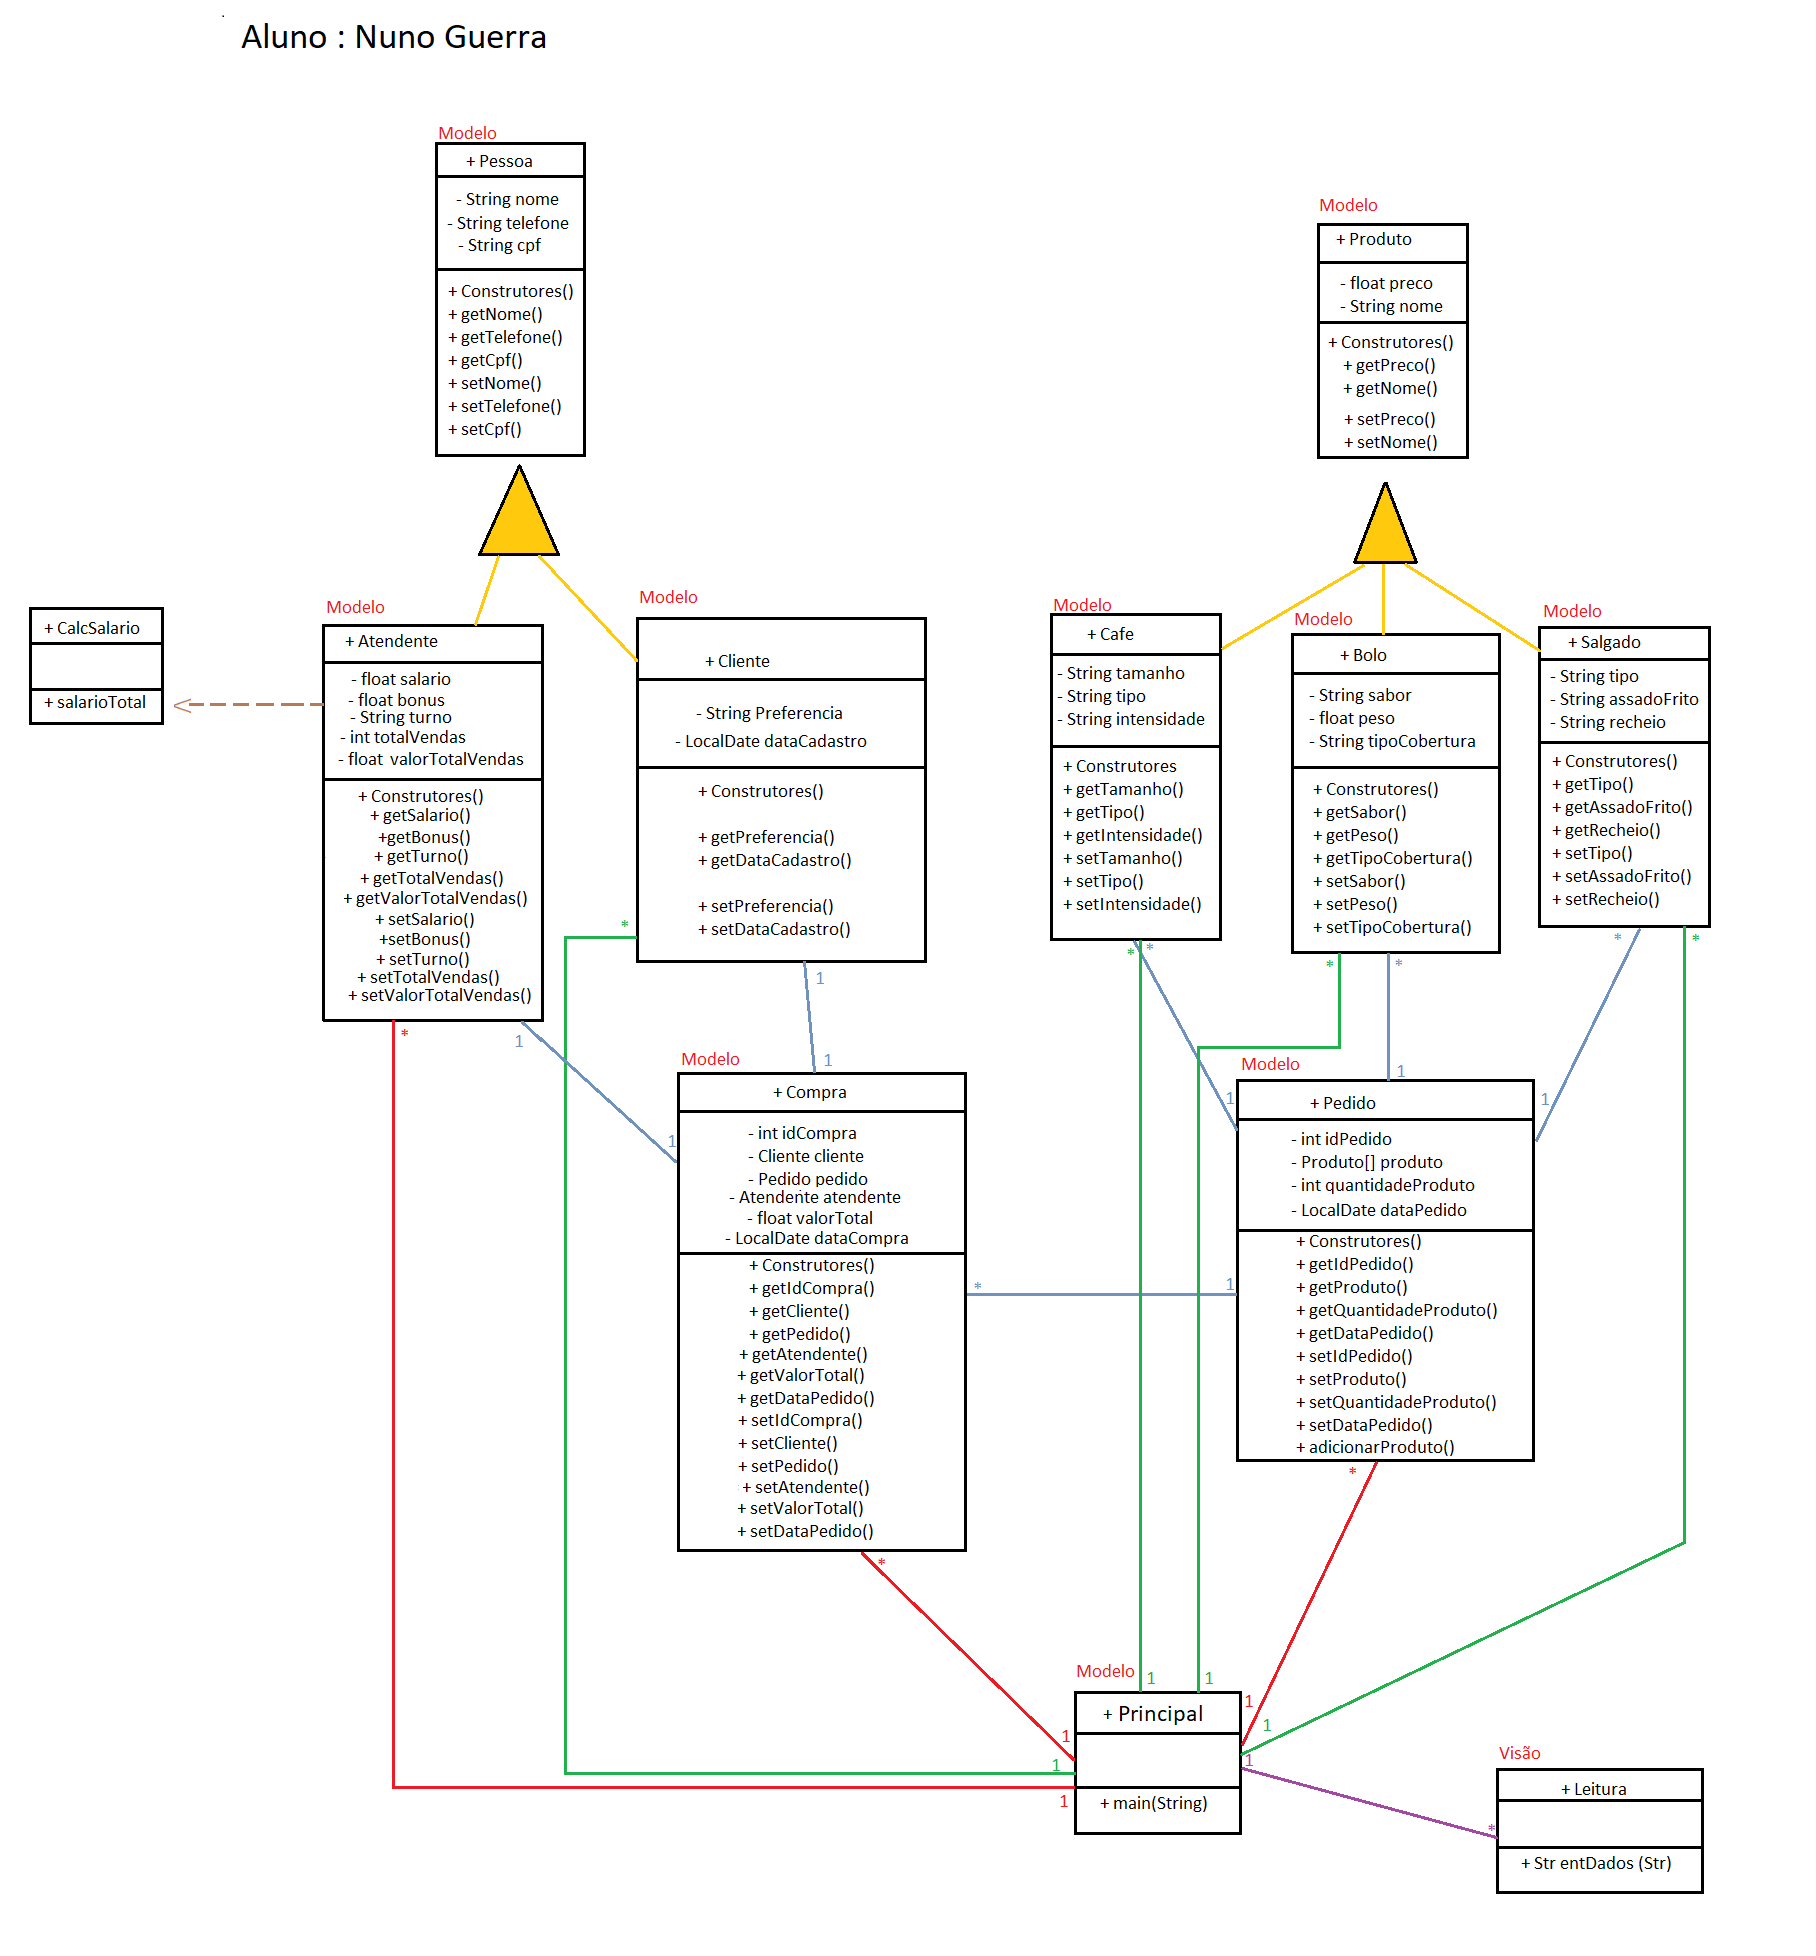 Aluno : Nuno Guerra
Modelo
+ Pessoa
- String nome
- String telefone
- String cpf
+ Construtores()
+ getNome()
+ getTelefone()
+ getCpf()
+ setNome()
+ setTelefone()
+ setCpf()
Modelo
+ Produto
- float preco
- String nome
+ Construtores()
+ getPreco()
+ getNome()
+ setPreco()
+ setNome()
+ CalcSalario
+ salarioTotal
Modelo
+ Atendente
- float salario
- float bonus
- String turno
- int totalVendas
- float valorTotalVendas
+ Construtores()
+ getSalario()
+getBonus()
+ getTurno()
+ getTotalVendas()
+ getValorTotalVendas()
+ setSalario()
+setBonus()
+ setTurno()
+ setTotalVendas()
+ setValorTotalVendas()
*
1
Modelo
+ Cliente
- String Preferencia
- LocalDate dataCadastro
+ Construtores()
+ getPreferencia()
+ getDataCadastro()
+ setPreferencia()
+ setDataCadastro()
*
1
Modelo
+ Cafe
- String tamanho
- String tipo
- String intensidade
+ Construtores
+ getTamanho()
+ getTipo()
+ getIntensidade()
+ setTamanho()
+ setTipo()
+ setIntensidade()
* *
Modelo
+ Bolo
- String sabor
- float peso
- String tipoCobertura
+ Construtores()
+ getSabor()
+ getPeso()
+ getTipoCobertura()
+ setSabor()
+ setPeso()
+ setTipoCobertura()
* *
Modelo
+ Salgado
- String tipo
- String assadoFrito
- String recheio
+ Construtores()
+ getTipo()
+ getAssadoFrito()
+ getRecheio()
+ setTipo()
+ setAssadoFrito()
+ setRecheio()
* *
Modelo
1
1
+ Compra
- int idCompra
- Cliente cliente
- Pedido pedido
- Atendente atendente
- float valorTotal
- LocalDate dataCompra
+ Construtores()
+ getIdCompra()
+ getCliente()
+ getPedido()
+ getAtendente()
+ getValorTotal()
+ getDataPedido()
+ setIdCompra()
+ setCliente()
+ setPedido()
+ setAtendente()
+ setValorTotal()
+ setDataPedido()
*
*
Modelo
1
1
1
+ Pedido
- int idPedido
- Produto[] produto
- int quantidadeProduto
- LocalDate dataPedido
+ Construtores()
+ getIdPedido()
1
+ getProduto()
+ getQuantidadeProduto()
+ getDataPedido()
+ setIdPedido()
+ setProduto()
+ setQuantidadeProduto()
+ setDataPedido()
+ adicionarProduto()
*
Modelo
1
1
1
+ Principal
1
1
1
1
1
+ main(String)
Visão
+ Leitura
*
+ Str entDados (Str)